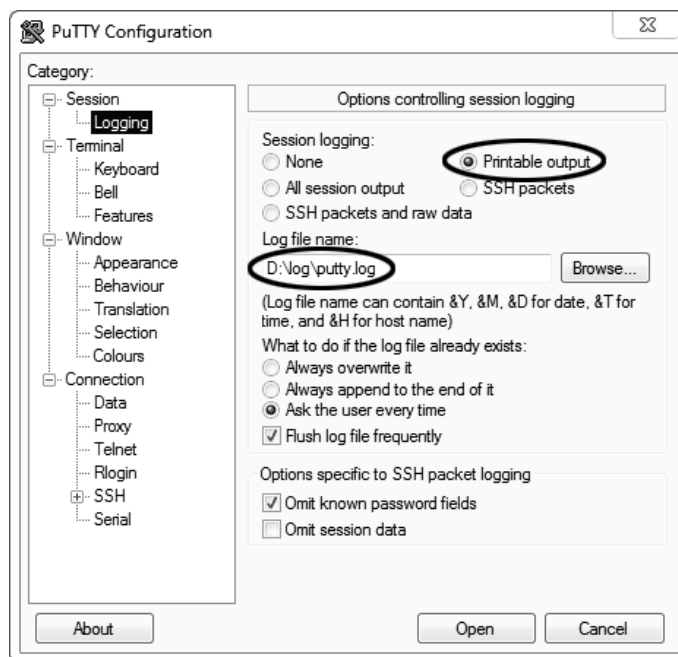 PuTTY Configuration
Category:
Session
Logging
Terminal
Keyboard
Bell
Features
Window
Appearance
Behaviour
Translation
Selection
Colours
Connection
Data
Proxy
Telnet
Rlogin
SSH
Serial
Options controlling session logging
Session logging:
None
Printable output
All session output
SSH packets
SSH packets and raw data
Log file name:
D:\log\putty.log
Browse...
(Log file name can contain &Y, &M, &D for date, &T for
time, and &H for host name)
What to do if the log file already exists:
Always overwrite it
Always append to the end of it
Ask the user every time
Flush log file frequently
Options specific to SSH packet logging
Omit known password fields
Omit session data
About
Open
Cancel